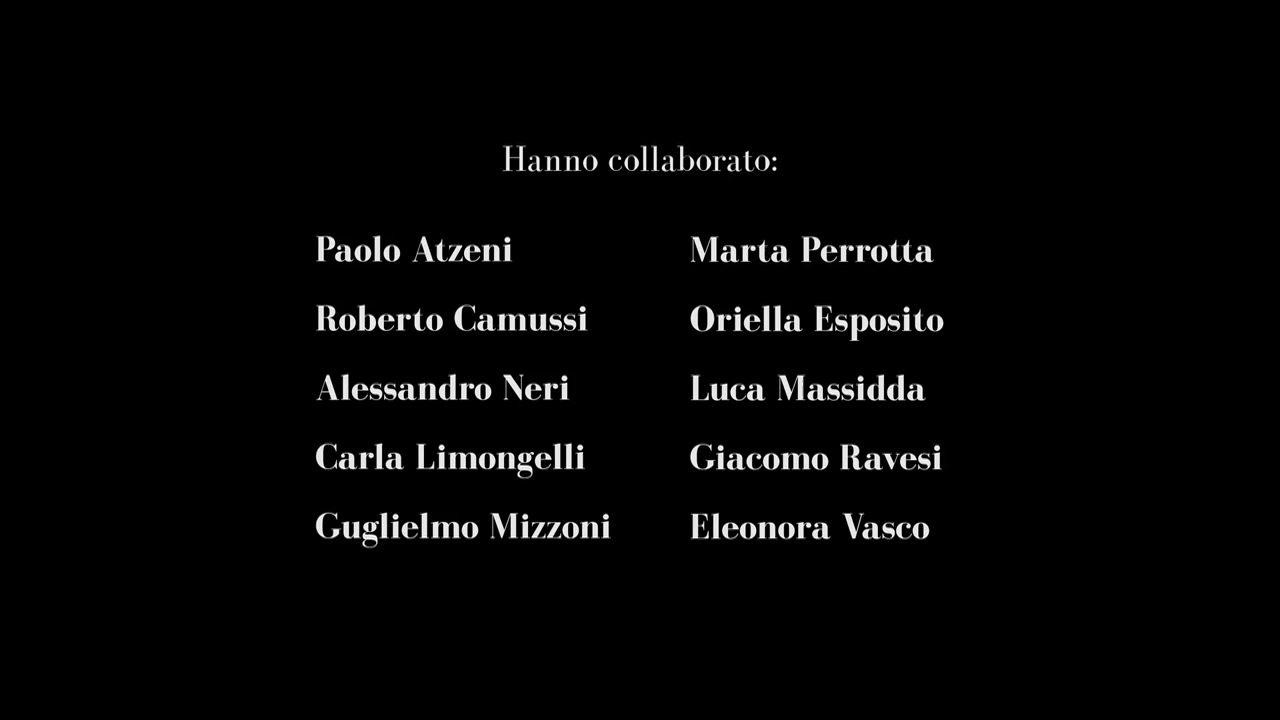 Hanno collaborato:
Paolo Atzeni
Roberto Camussi
Alessandro Neri
Carla Limongelli
Guglielmo Mizzoni
Marta Perrotta
Oriella Esposito
Luca Massidda
Giacomo Ravesi
Eleonora Vasco